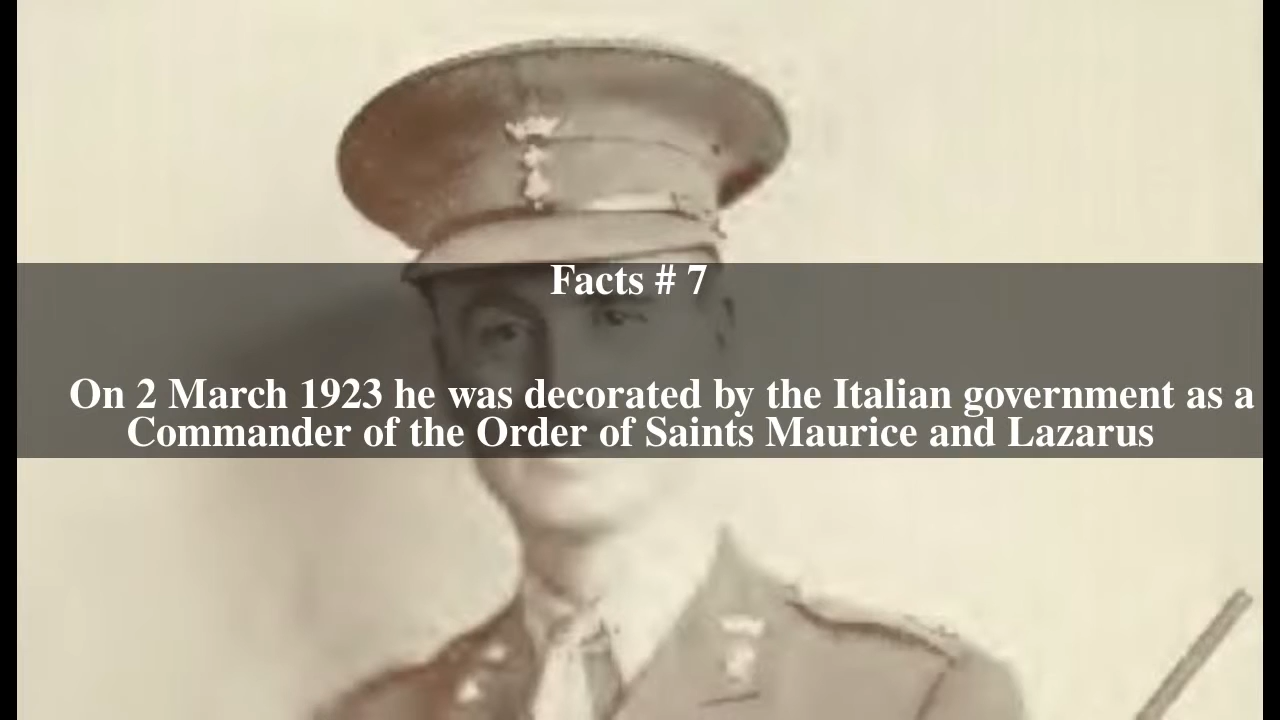 Facts # 7
On 2 March 1923 he was decorated by the Italian government as a
Commander of the Order of Saints Maurice and Lazarus